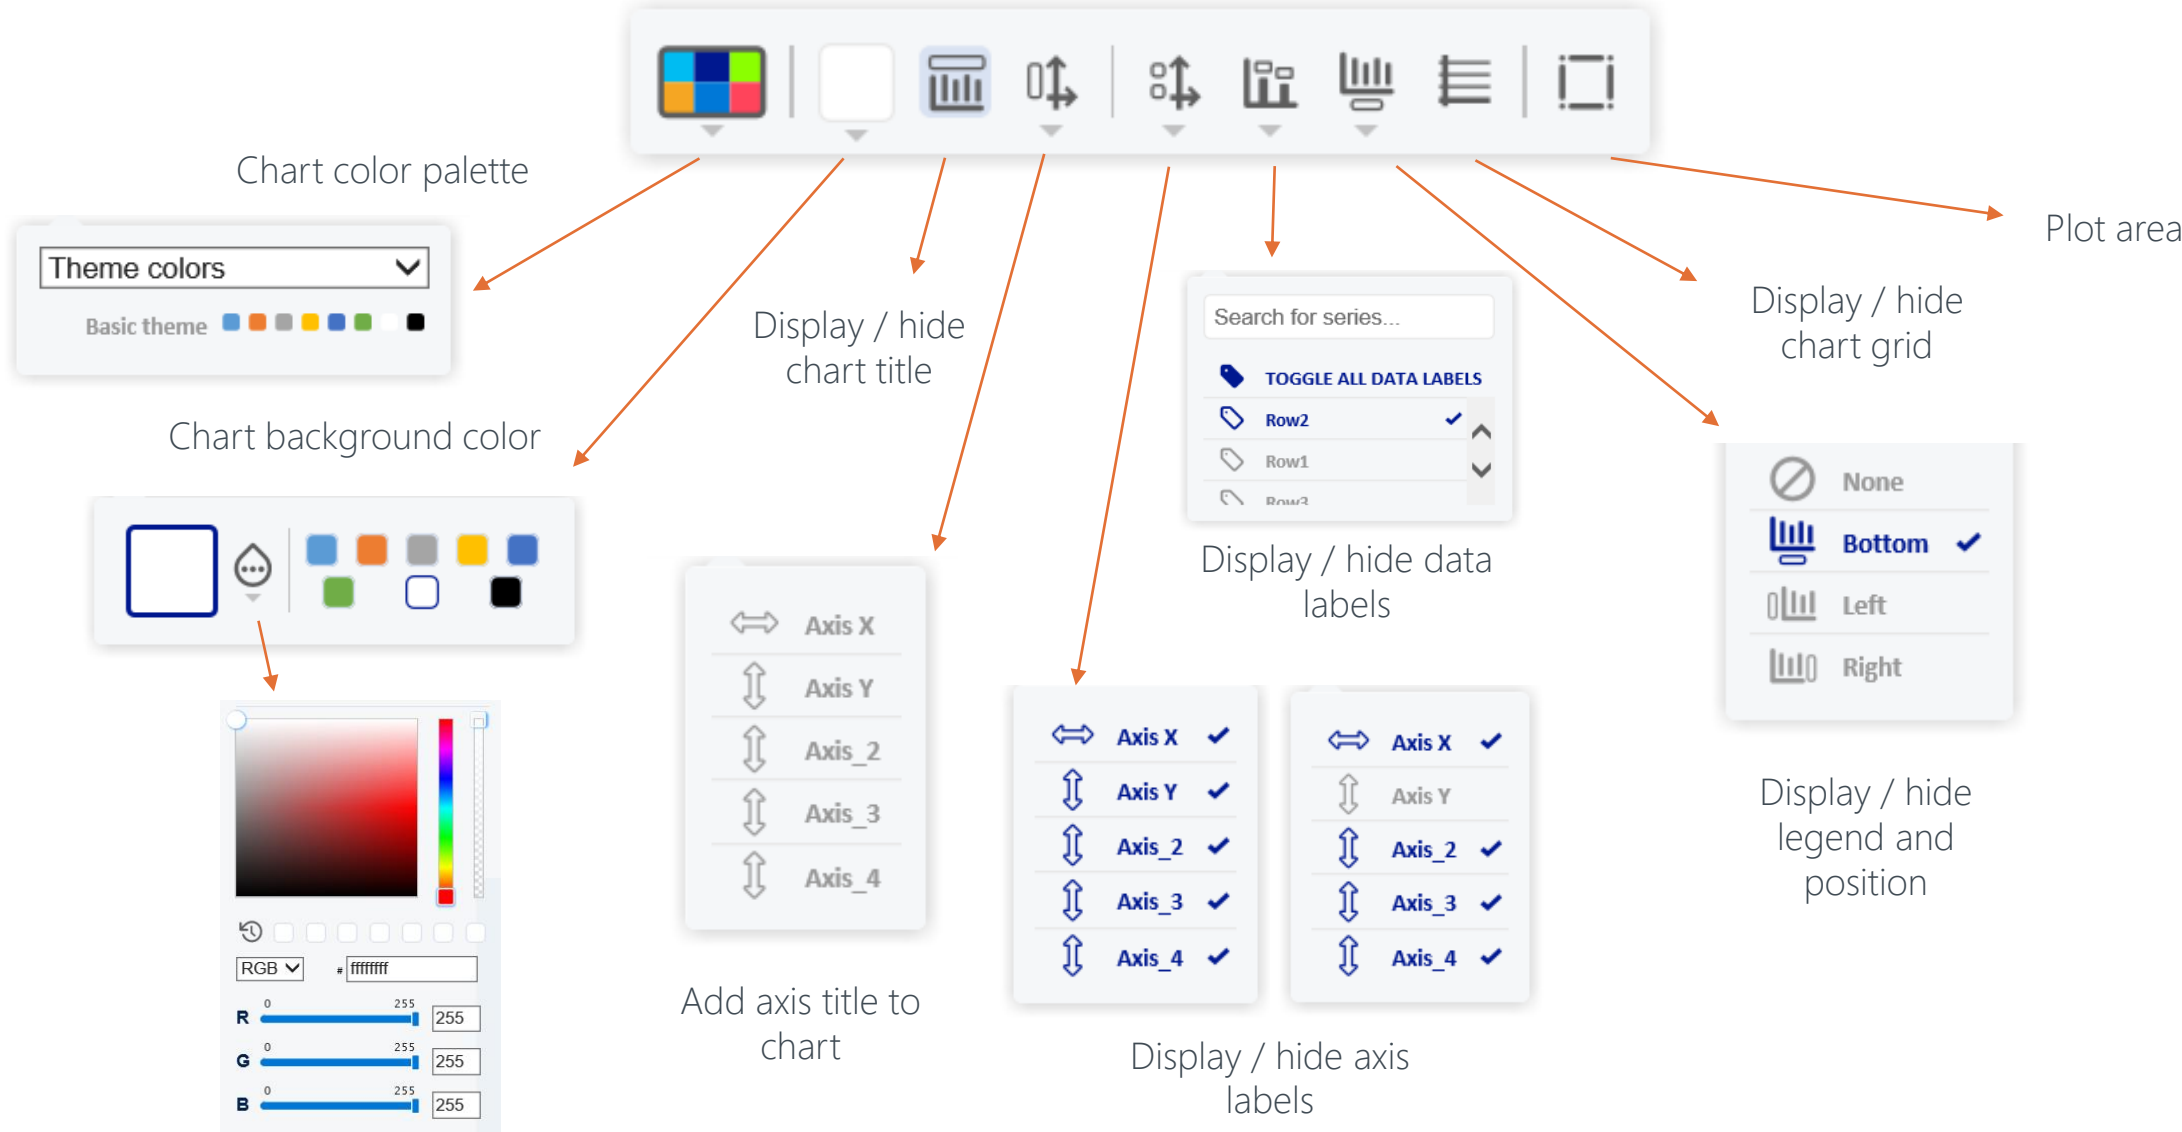 Chart color palette
Theme colors
Basic theme
Plot area
Display / hide
chart title
Display / hide
chart grid
Search for series...
TOGGLE ALL DATA LABELS
Row2
Row1
Row3
Display / hide data
labels
Chart background color
None
Bottom
Left
Right
Display / hide
legend and
position
Axis X
Axis Y
Axis_2
Axis_3
Axis_4
Add axis title to
chart
Axis X
Axis Y
Axis_2
Axis_3
Axis_4
Axis X
Axis Y
Axis_2
Axis_3
Axis_4
Display / hide axis
labels
RGB # ffffffff
R 0 255 255
G 0 255 255
B 0 255 255